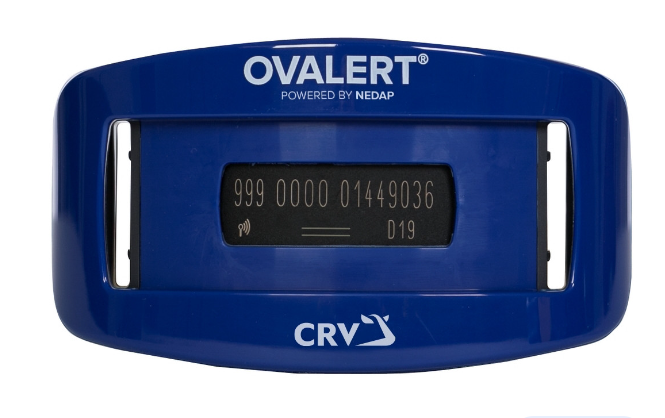 OVALERT®
POWERED BY NEDAP
999 0000 01449036
D19
CRV